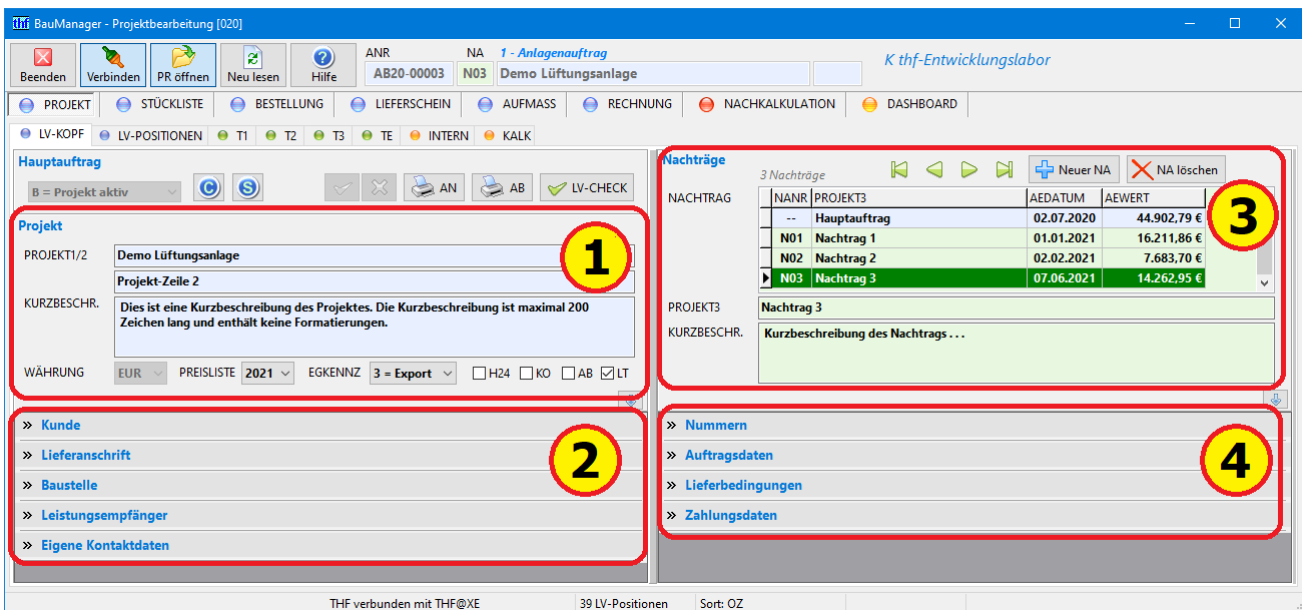 thf BauManager - Projektbearbeitung [020]
Beenden Verbinden PR öffnen Neu lesen Hilfe
ANR NA 1 - Anlagenauftrag
AB20-00003 N03 Demo Lüftungsanlage
K thf-Entwicklungslabor
PROJEKT STÜCKLISTE BESTELLUNG LIEFERSCHEIN AUFMASS RECHNUNG NACHKALKULATION DASHBOARD
LV-KOPF LV-POSITIONEN T1 T2 T3 TE INTERN KALK
Hauptauftrag
B = Projekt aktiv C S AN AB LV-CHECK
Projekt
PROJEKT1/2 Demo Lüftungsanlage
Projekt-Zeile 2
KURZBESCHR. Dies ist eine Kurzbeschreibung des Projektes. Die Kurzbeschreibung ist maximal 200
Zeichen lang und enthält keine Formatierungen.
WÄHRUNG EUR PREISLISTE 2021 EGKENNZ 3 = Export H24 KO AB LT
1
» Kunde
» Lieferanschrift
» Baustelle
» Leistungsempfänger
» Eigene Kontaktdaten
2
Nachträge
3 Nachträge Neuer NA NA löschen
NACHTRAG NANR PROJEKT3 AEDATUM AEWERT
-- Hauptauftrag 02.07.2020 44.902,79 €
N01 Nachtrag 1 01.01.2021 16.211,86 €
N02 Nachtrag 2 02.02.2021 7.683,70 €
N03 Nachtrag 3 07.06.2021 14.262,95 €
PROJEKT3 Nachtrag 3
KURZBESCHR. Kurzbeschreibung des Nachtrags . . .
3
» Nummern
» Auftragsdaten
» Lieferbedingungen
» Zahlungsdaten
4
THF verbunden mit THF@XE 39 LV-Positionen Sort: OZ